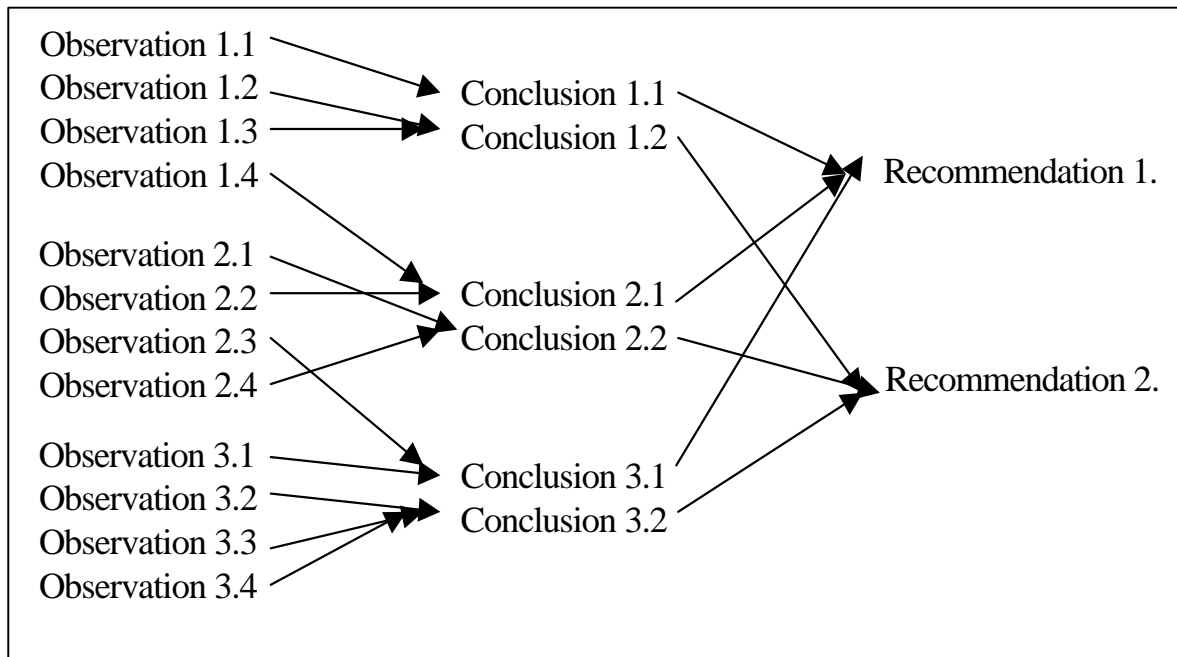 Observation 1.1
Observation 1.2
Observation 1.3
Observation 1.4
Observation 2.1
Observation 2.2
Observation 2.3
Observation 2.4
Observation 3.1
Observation 3.2
Observation 3.3
Observation 3.4
Conclusion 1.1
Conclusion 1.2
Conclusion 2.1
Conclusion 2.2
Conclusion 3.1
Conclusion 3.2
Recommendation 1.
Recommendation 2.